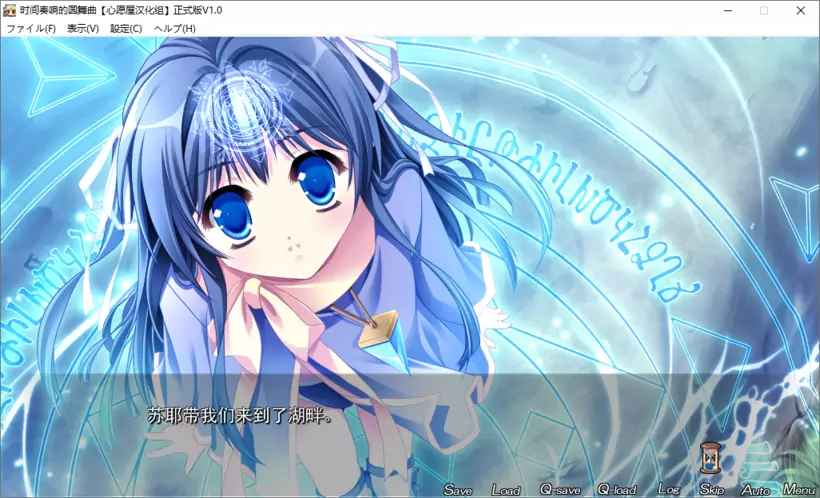 时间奏响的圆舞曲【心愿屋汉化组】正式版V1.0
ファイル(F) 表示(V) 設定(C) ヘルプ(H)
苏耶带我们来到了湖畔。
Save Load Q-save Q-load Log Skip Auto Menu